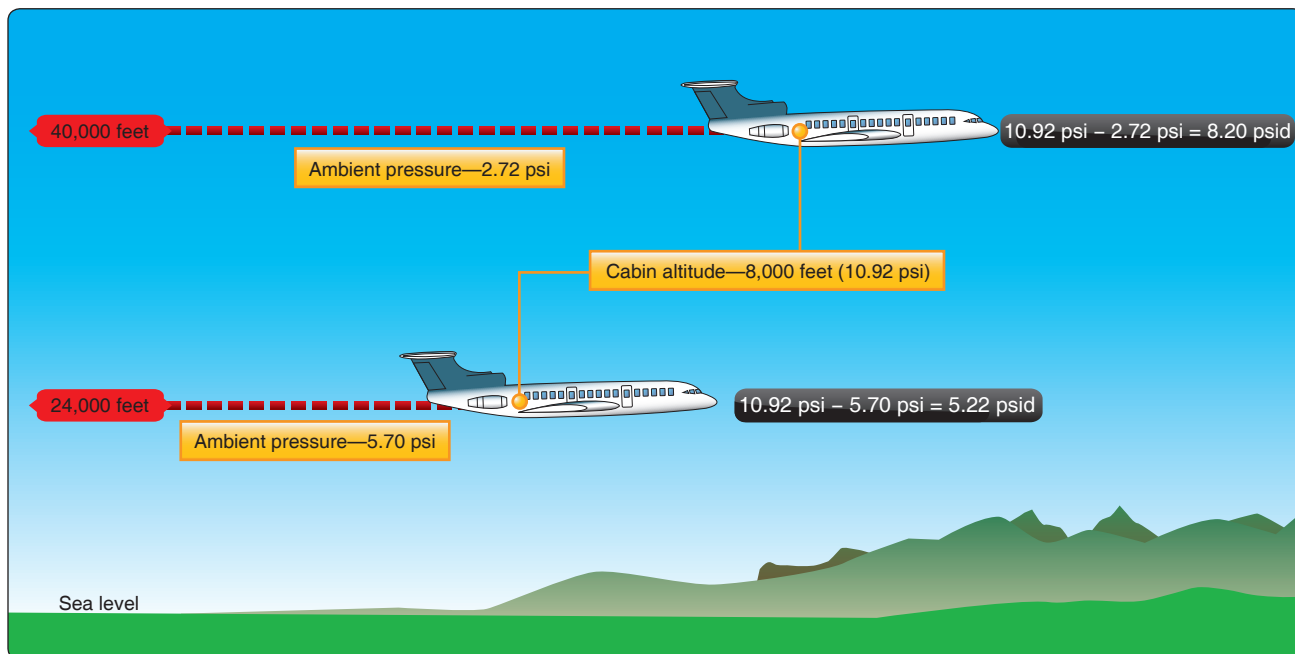 40,000 feet
10.92 psi − 2.72 psi = 8.20 psid
Ambient pressure—2.72 psi
Cabin altitude—8,000 feet (10.92 psi)
24,000 feet
10.92 psi − 5.70 psi = 5.22 psid
Ambient pressure—5.70 psi
Sea level